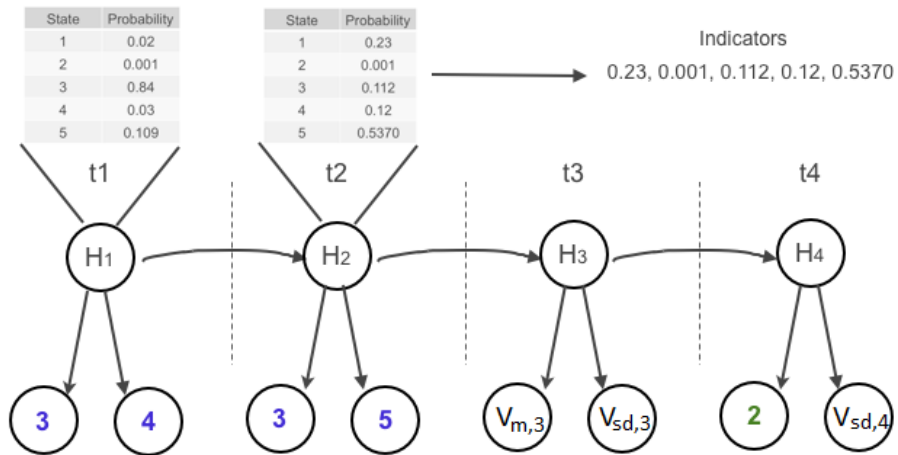 State Probability
1 0.02
2 0.001
3 0.84
4 0.03
5 0.109
State Probability
1 0.23
2 0.001
3 0.112
4 0.12
5 0.5370
Indicators
0.23, 0.001, 0.112, 0.12, 0.5370
t1 t2 t3 t4
H1 H2 H3 H4
3 4 3 5 Vm,3 Vsd,3 2 Vsd,4